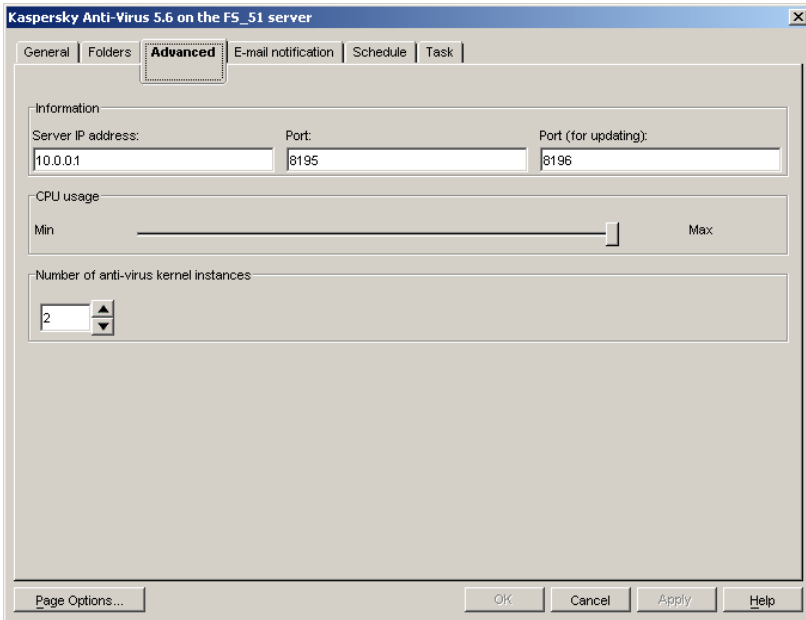 Kaspersky Anti-Virus 5.6 on the FS_51 server
General Folders Advanced E-mail notification Schedule Task
Information
Server IP address: Port: Port (for updating):
10.0.0.1 8195 8196
CPU usage
Min Max
Number of anti-virus kernel instances
2
Page Options... OK Cancel Apply Help